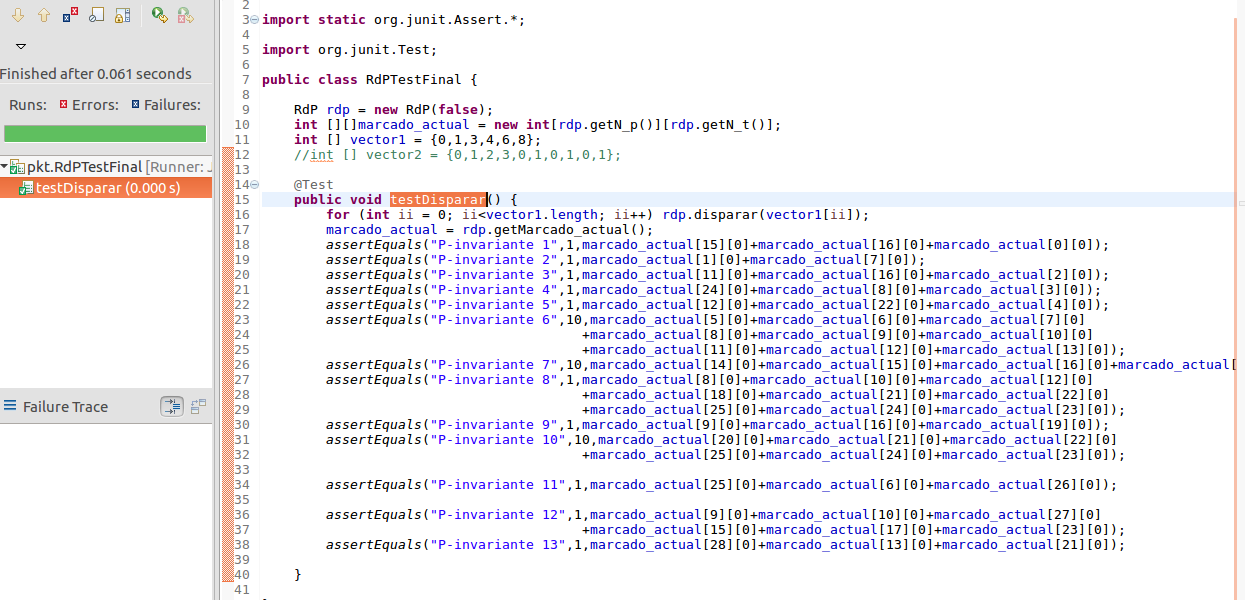 Finished after 0.061 seconds
Runs: Errors: Failures:
pkt.RdPTestFinal [Runner: J
testDisparar (0.000 s)
Failure Trace
2
3 import static org.junit.Assert.*;
4
5 import org.junit.Test;
6
7 public class RdPTestFinal {
8
9 RdP rdp = new RdP(false);
10 int [][]marcado_actual = new int[rdp.getN_p()][rdp.getN_t()];
11 int [] vector1 = {0,1,3,4,6,8};
12 //int [] vector2 = {0,1,2,3,0,1,0,1,0,1};
13
14 @Test
15 public void testDisparar() {
16 for (int ii = 0; ii<vector1.length; ii++) rdp.disparar(vector1[ii]);
17 marcado_actual = rdp.getMarcado_actual();
18 assertEquals("P-invariante 1",1,marcado_actual[15][0]+marcado_actual[16][0]+marcado_actual[0][0]);
19 assertEquals("P-invariante 2",1,marcado_actual[1][0]+marcado_actual[7][0]);
20 assertEquals("P-invariante 3",1,marcado_actual[11][0]+marcado_actual[16][0]+marcado_actual[2][0]);
21 assertEquals("P-invariante 4",1,marcado_actual[24][0]+marcado_actual[8][0]+marcado_actual[3][0]);
22 assertEquals("P-invariante 5",1,marcado_actual[12][0]+marcado_actual[22][0]+marcado_actual[4][0]);
23 assertEquals("P-invariante 6",10,marcado_actual[5][0]+marcado_actual[6][0]+marcado_actual[7][0]
24 +marcado_actual[8][0]+marcado_actual[9][0]+marcado_actual[10][0]
25 +marcado_actual[11][0]+marcado_actual[12][0]+marcado_actual[13][0]);
26 assertEquals("P-invariante 7",10,marcado_actual[14][0]+marcado_actual[15][0]+marcado_actual[16][0]+marcado_actual[
27 assertEquals("P-invariante 8",1,marcado_actual[8][0]+marcado_actual[10][0]+marcado_actual[12][0]
28 +marcado_actual[18][0]+marcado_actual[21][0]+marcado_actual[22][0]
29 +marcado_actual[25][0]+marcado_actual[24][0]+marcado_actual[23][0]);
30 assertEquals("P-invariante 9",1,marcado_actual[9][0]+marcado_actual[16][0]+marcado_actual[19][0]);
31 assertEquals("P-invariante 10",10,marcado_actual[20][0]+marcado_actual[21][0]+marcado_actual[22][0]
32 +marcado_actual[25][0]+marcado_actual[24][0]+marcado_actual[23][0]);
33
34 assertEquals("P-invariante 11",1,marcado_actual[25][0]+marcado_actual[6][0]+marcado_actual[26][0]);
35
36 assertEquals("P-invariante 12",1,marcado_actual[9][0]+marcado_actual[10][0]+marcado_actual[27][0]
37 +marcado_actual[15][0]+marcado_actual[17][0]+marcado_actual[23][0]);
38 assertEquals("P-invariante 13",1,marcado_actual[28][0]+marcado_actual[13][0]+marcado_actual[21][0]);
39
40 }
41